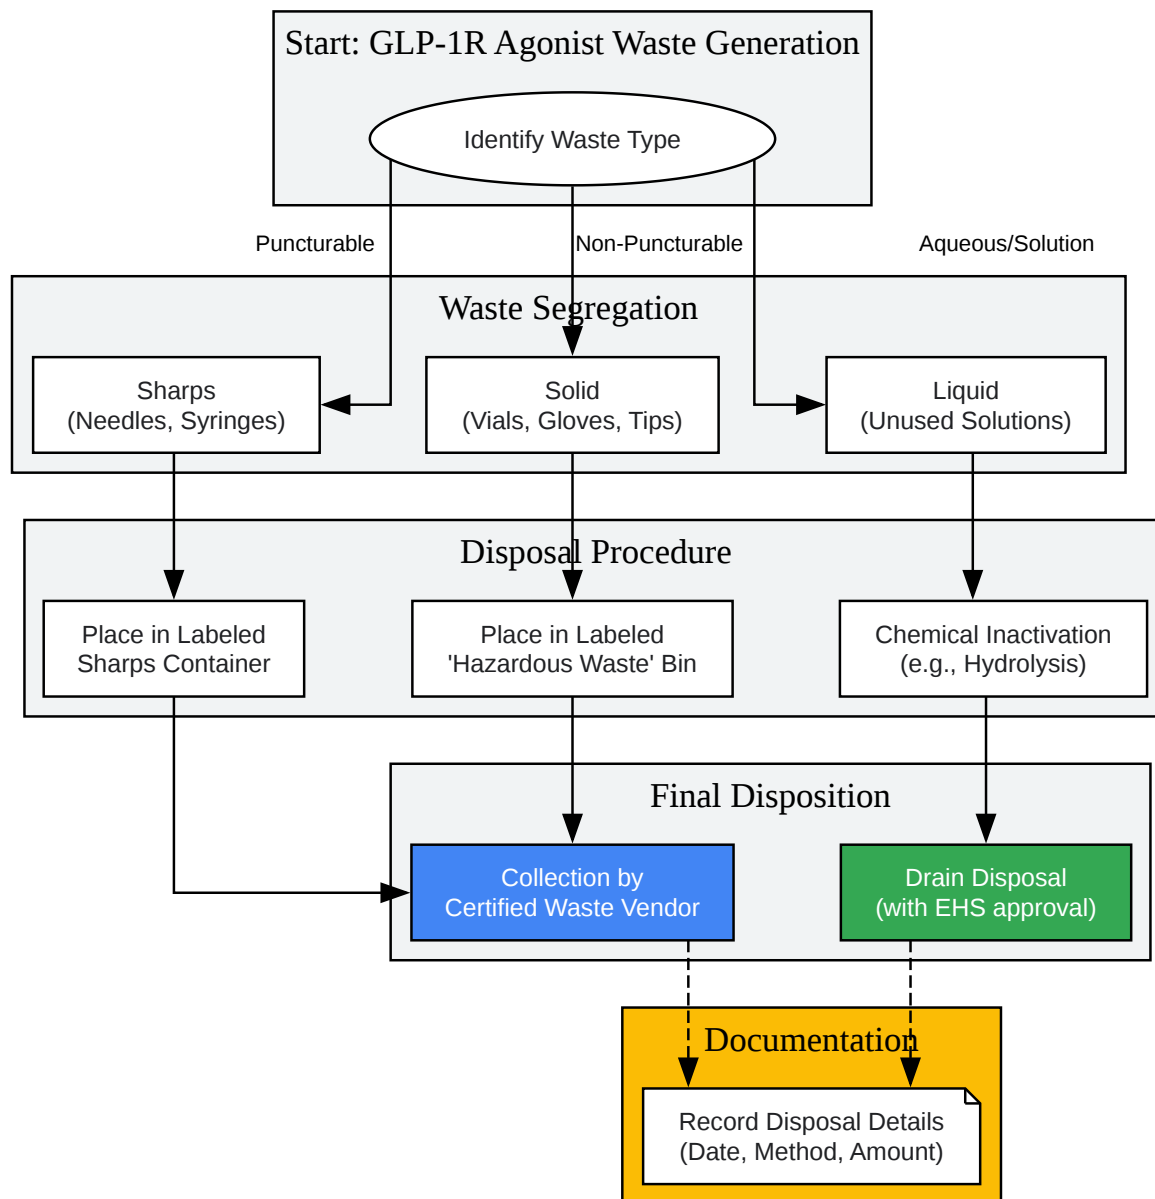 Start: GLP-1R Agonist Waste Generation
Identify Waste Type
Puncturable
Non-Puncturable
Aqueous/Solution
Waste Segregation
Sharps
(Needles, Syringes)
Solid
(Vials, Gloves, Tips)
Liquid
(Unused Solutions)
Disposal Procedure
Place in Labeled
Sharps Container
Place in Labeled
'Hazardous Waste' Bin
Chemical Inactivation
(e.g., Hydrolysis)
Final Disposition
Collection by
Certified Waste Vendor
Drain Disposal
(with EHS approval)
Documentation
Record Disposal Details
(Date, Method, Amount)